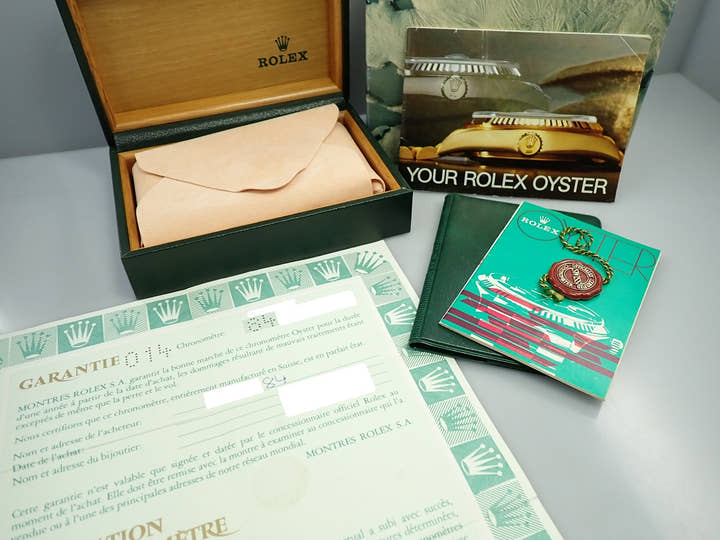 ROLEX
YOUR ROLEX OYSTER
ROLEX
OYSTER
Chronomètre:
84
GARANTIE 014
MONTRES ROLEX S.A. garantit la bonne marche de ce chronomètre Oyster pour la durée
d'une année à partir de la date d'achat, les dommages résultant de mauvais traitements étant
exceptés de même que la perte et le vol.
Nous certifions que ce chronomètre, entièrement manufacturé en Suisse, est en parfait état.
Nom et adresse de l'acheteur:
84
Date de l'achat
Nom et adresse du bijoutier:
Cette garantie n'est valable que signée et datée par le concessionnaire officiel Rolex au
moment de l'achat. Elle doit être remise avec la montre à examiner au concessionnaire qui l'a
vendue ou à l'une des principales adresses de notre réseau mondial.
MONTRES ROLEX S.A